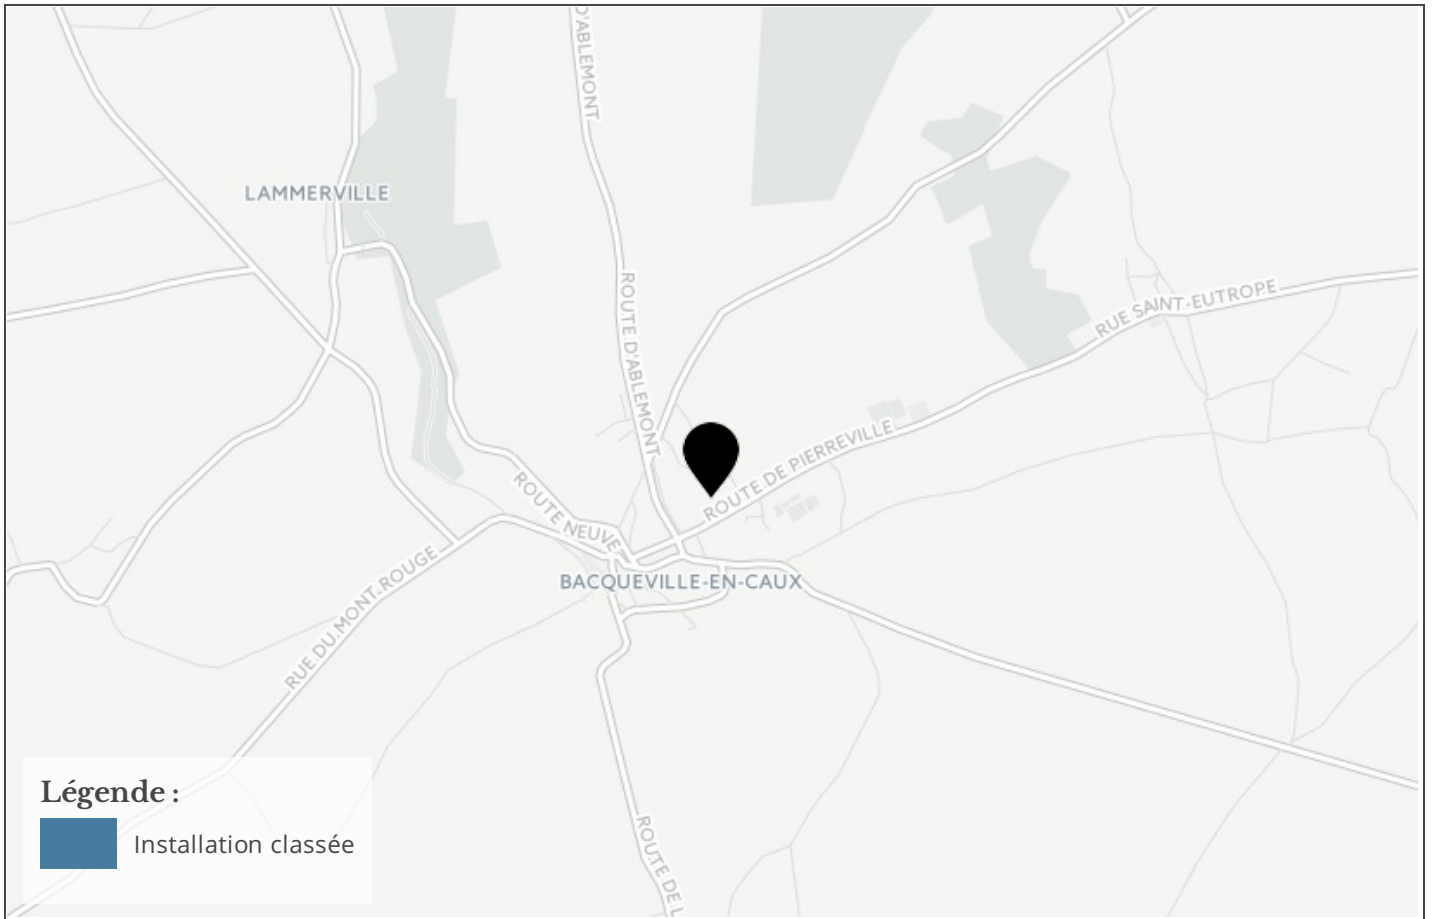 D'ABLEMONT
LAMMERVILLE
ROUTE D'ABLEMONT
RUE SAINT-EUTROPE
ROUTE DE PIERREVILLE
ROUTE NEUVE
RUE DU MONT-ROUGE
BACQUEVILLE-EN-CAUX
ROUTE DE L
Légende :
Installation classée